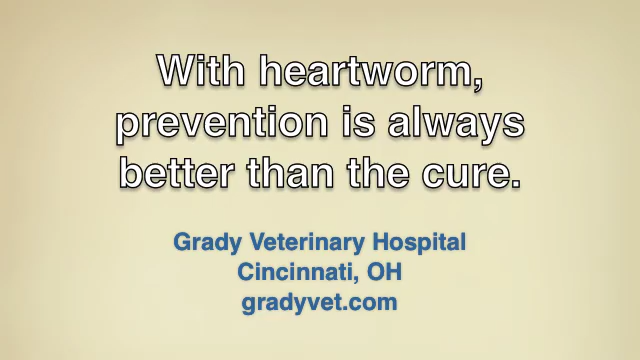 With heartworm,
prevention is always
better than the cure.
Grady Veterinary Hospital
Cincinnati, OH
gradyvet.com